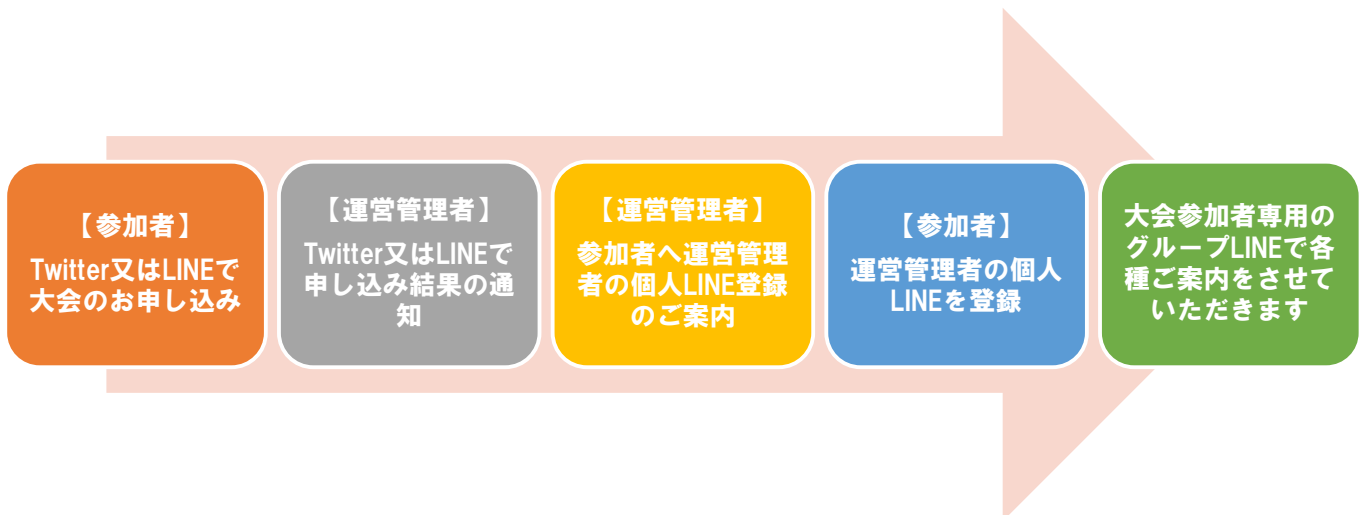 【参加者】
Twitter又はLINEで
大会のお申し込み
【運営管理者】
Twitter又はLINEで
申し込み結果の通
知
【運営管理者】
参加者へ運営管理
者の個人LINE登録
のご案内
【参加者】
運営管理者の個人
LINEを登録
大会参加者専用の
グループLINEで各
種ご案内をさせて
いただきます